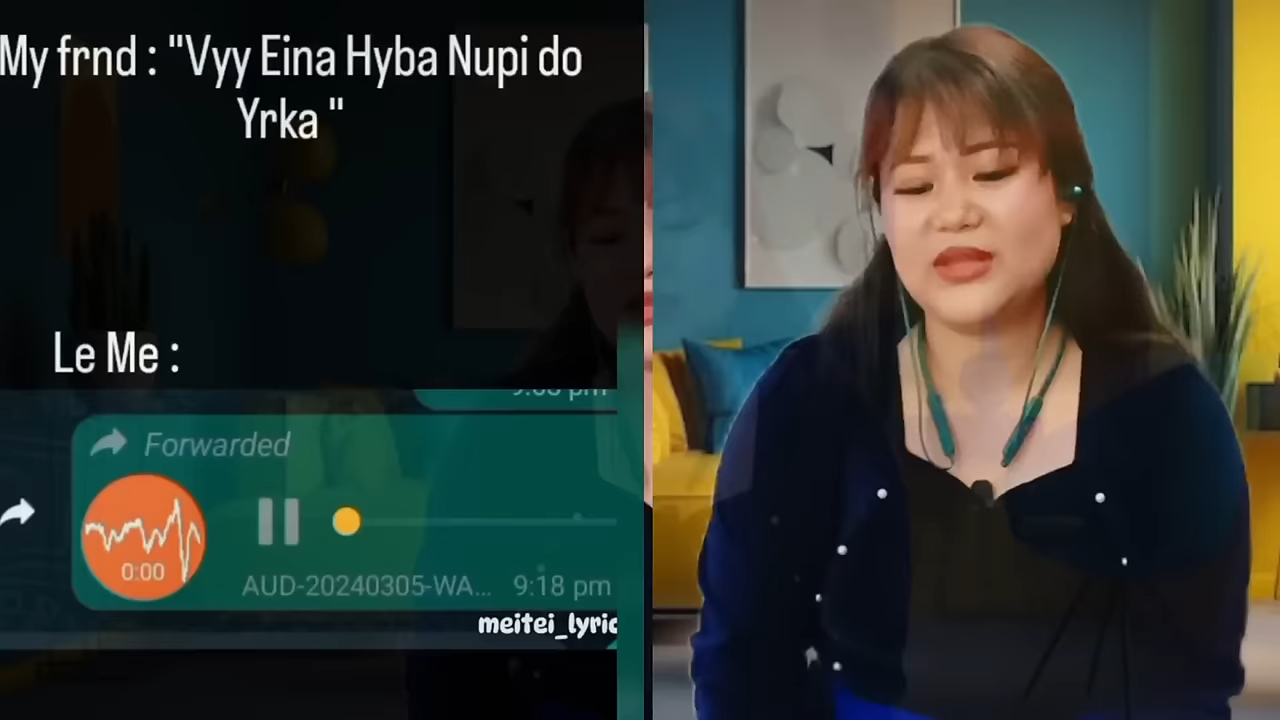 My frnd : "Vyy Eina Hyba Nupi do
Yrka "
Le Me :
Forwarded
0:00
AUD-20240305-WA... 9:18 pm
meitei_lyric